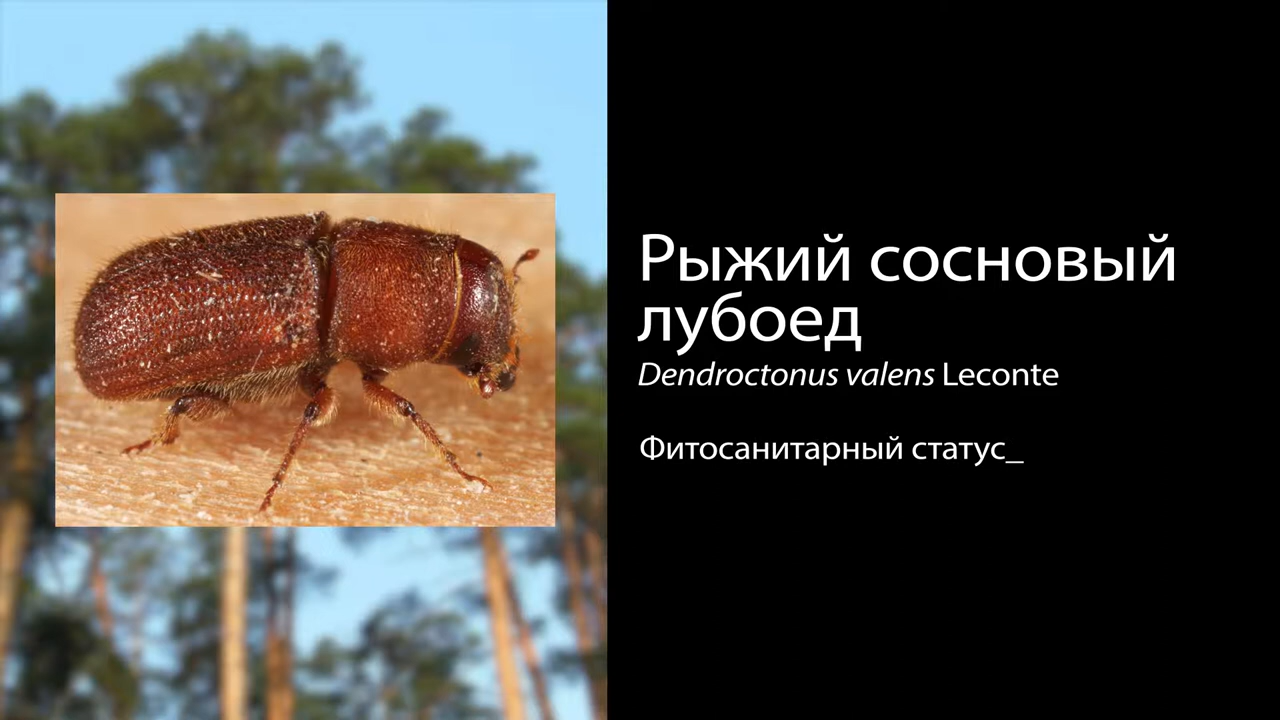 Рыжий сосновый
лубоед
Dendroctonus valens Leconte
Фитосанитарный статус_